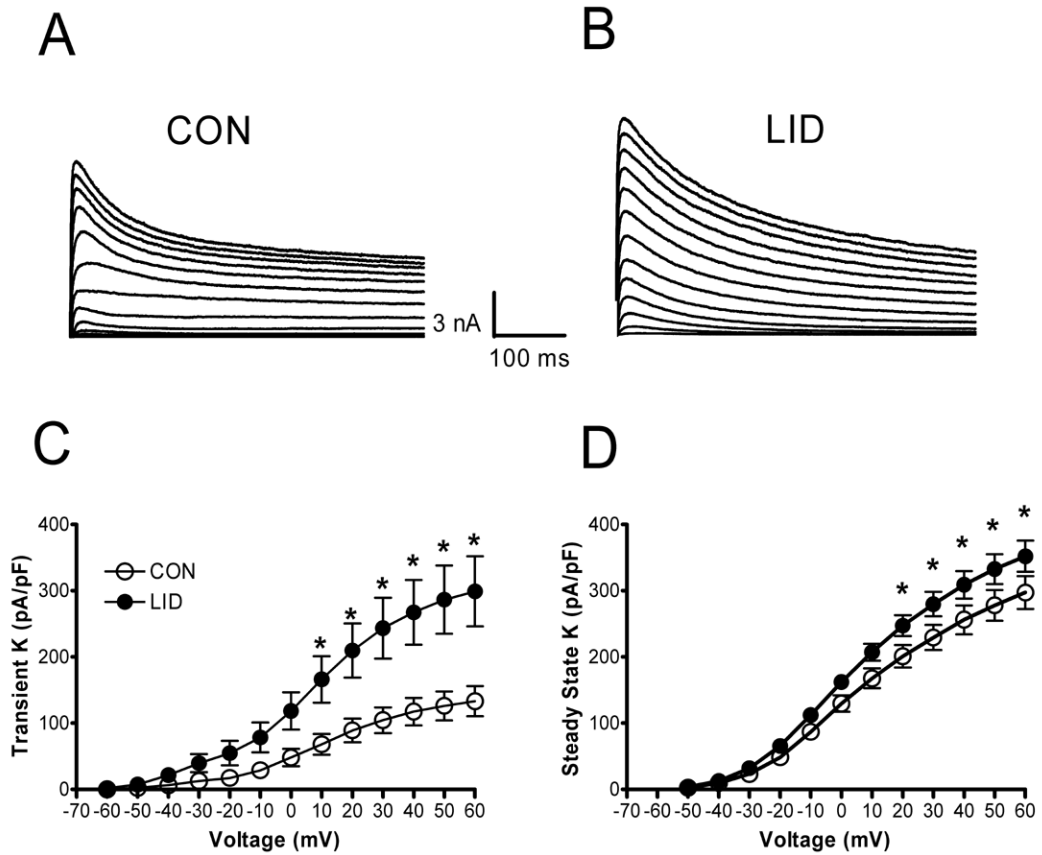 A
B
CON
LID
3 nA
100 ms
C
D
Transient K (pA/pF)
400
300
200
100
0
CON
LID
* * * * * *
-70 -60 -50 -40 -30 -20 -10 0 10 20 30 40 50 60
Voltage (mV)
Steady State K (pA/pF)
400
300
200
100
0
* * * * *
-70 -60 -50 -40 -30 -20 -10 0 10 20 30 40 50 60
Voltage (mV)